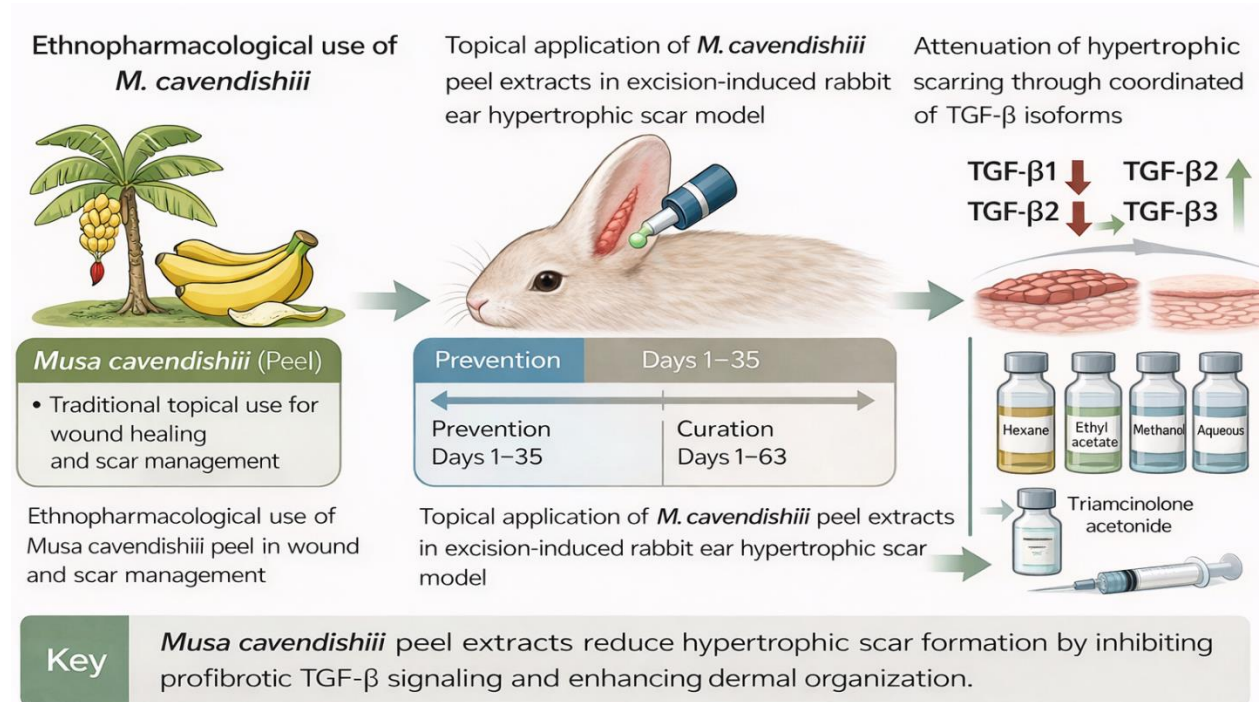 Ethnopharmacological use of
M. cavendishiii
Musa cavendishiii (Peel)
• Traditional topical use for
wound healing
and scar management
Ethnopharmacological use of
Musa cavendishiii peel in wound
and scar management
Topical application of M. cavendishiii
peel extracts in excision-induced rabbit
ear hypertrophic scar model
Prevention Days 1–35
Prevention
Days 1–35
Curation
Days 1–63
Topical application of M. cavendishiii peel extracts
in excision-induced rabbit ear hypertrophic scar
model
Attenuation of hypertrophic
scarring through coordinated
of TGF-β isoforms
TGF-β1 TGF-β2
TGF-β2 TGF-β3
Hexane
Ethyl
acetate
Methanol
Aqueous
Triamcinolone
acetonide
Key
Musa cavendishiii peel extracts reduce hypertrophic scar formation by inhibiting
profibrotic TGF-β signaling and enhancing dermal organization.